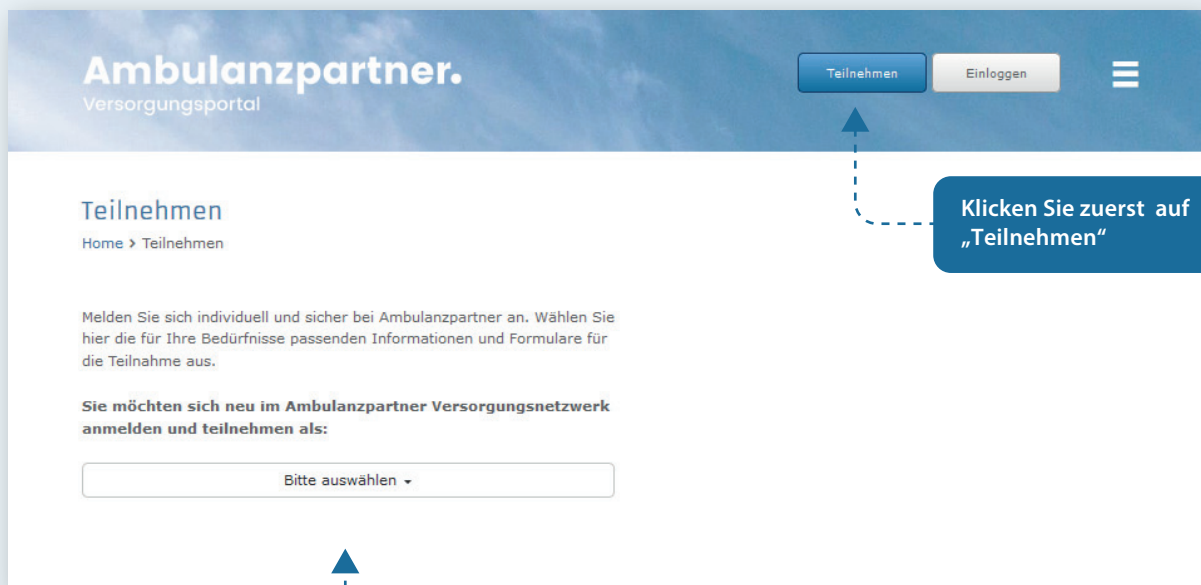 Ambulanzpartner.
Versorgungsportal
Teilnehmen
Einloggen
Klicken Sie zuerst auf
„Teilnehmen“
Teilnehmen
Home > Teilnehmen
Melden Sie sich individuell und sicher bei Ambulanzpartner an. Wählen Sie
hier die für Ihre Bedürfnisse passenden Informationen und Formulare für
die Teilnahme aus.
Sie möchten sich neu im Ambulanzpartner Versorgungsnetzwerk
anmelden und teilnehmen als:
Bitte auswählen